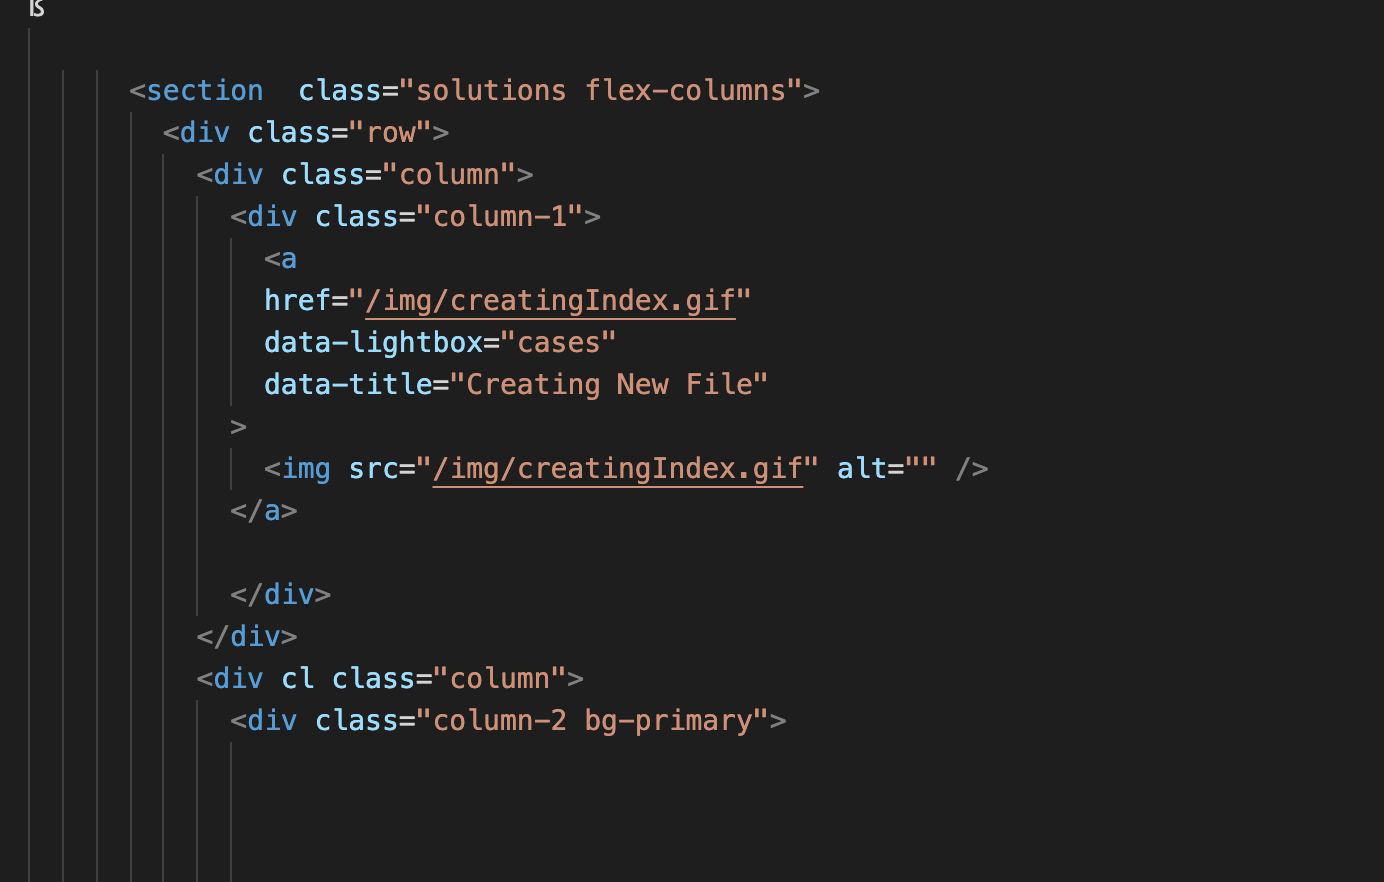 ß
<section  class="solutions flex-columns">
<div class="row">
<div class="column">
<div class="column-1">
<a
href="/img/creatingIndex.gif"
data-lightbox="cases"
data-title="Creating New File"
>
<img src="/img/creatingIndex.gif" alt="" />
</a>
</div>
</div>
<div cl class="column">
<div class="column-2 bg-primary">